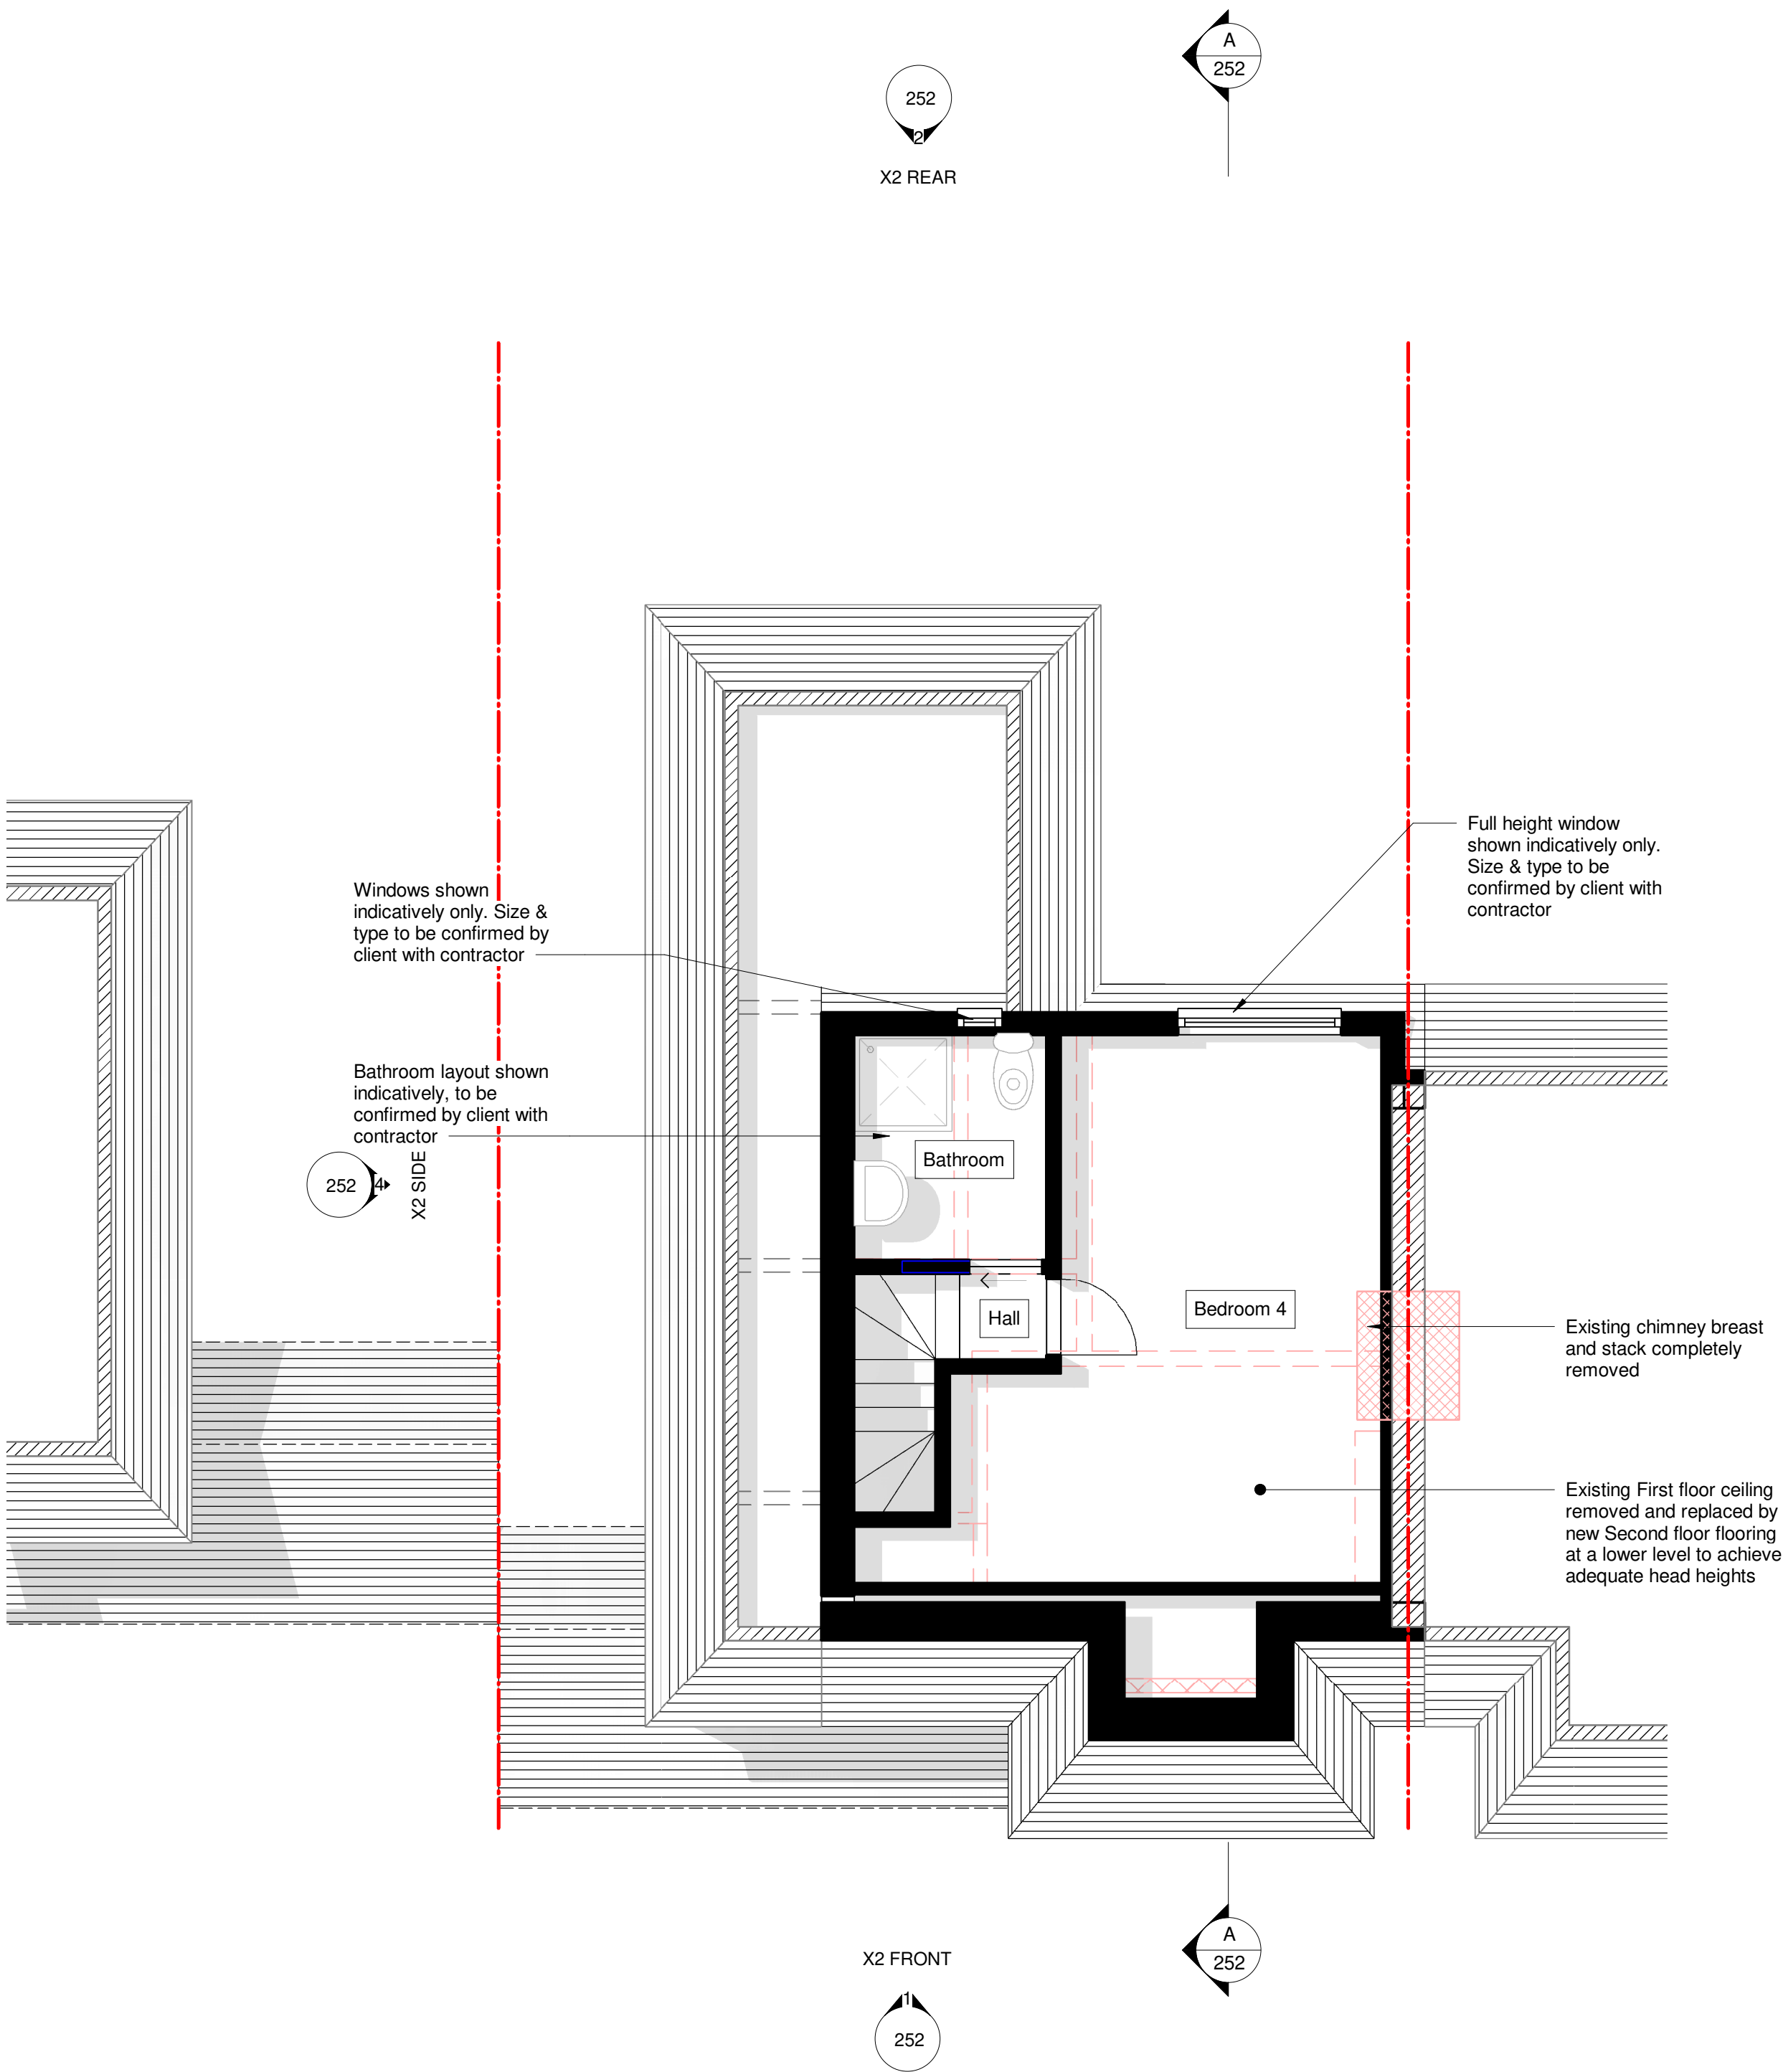 A
252
252
2
X2 REAR
Full height window
shown indicatively only.
Size & type to be
confirmed by client with
contractor
Windows shown
indicatively only. Size &
type to be confirmed by
client with contractor
Bathroom layout shown
indicatively, to be
confirmed by client with
contractor
252
4
X2 SIDE
Bathroom
Hall
Bedroom 4
Existing chimney breast
and stack completely
removed
Existing First floor ceiling
removed and replaced by
new Second floor flooring
at a lower level to achieve
adequate head heights
A
252
X2 FRONT
1
252